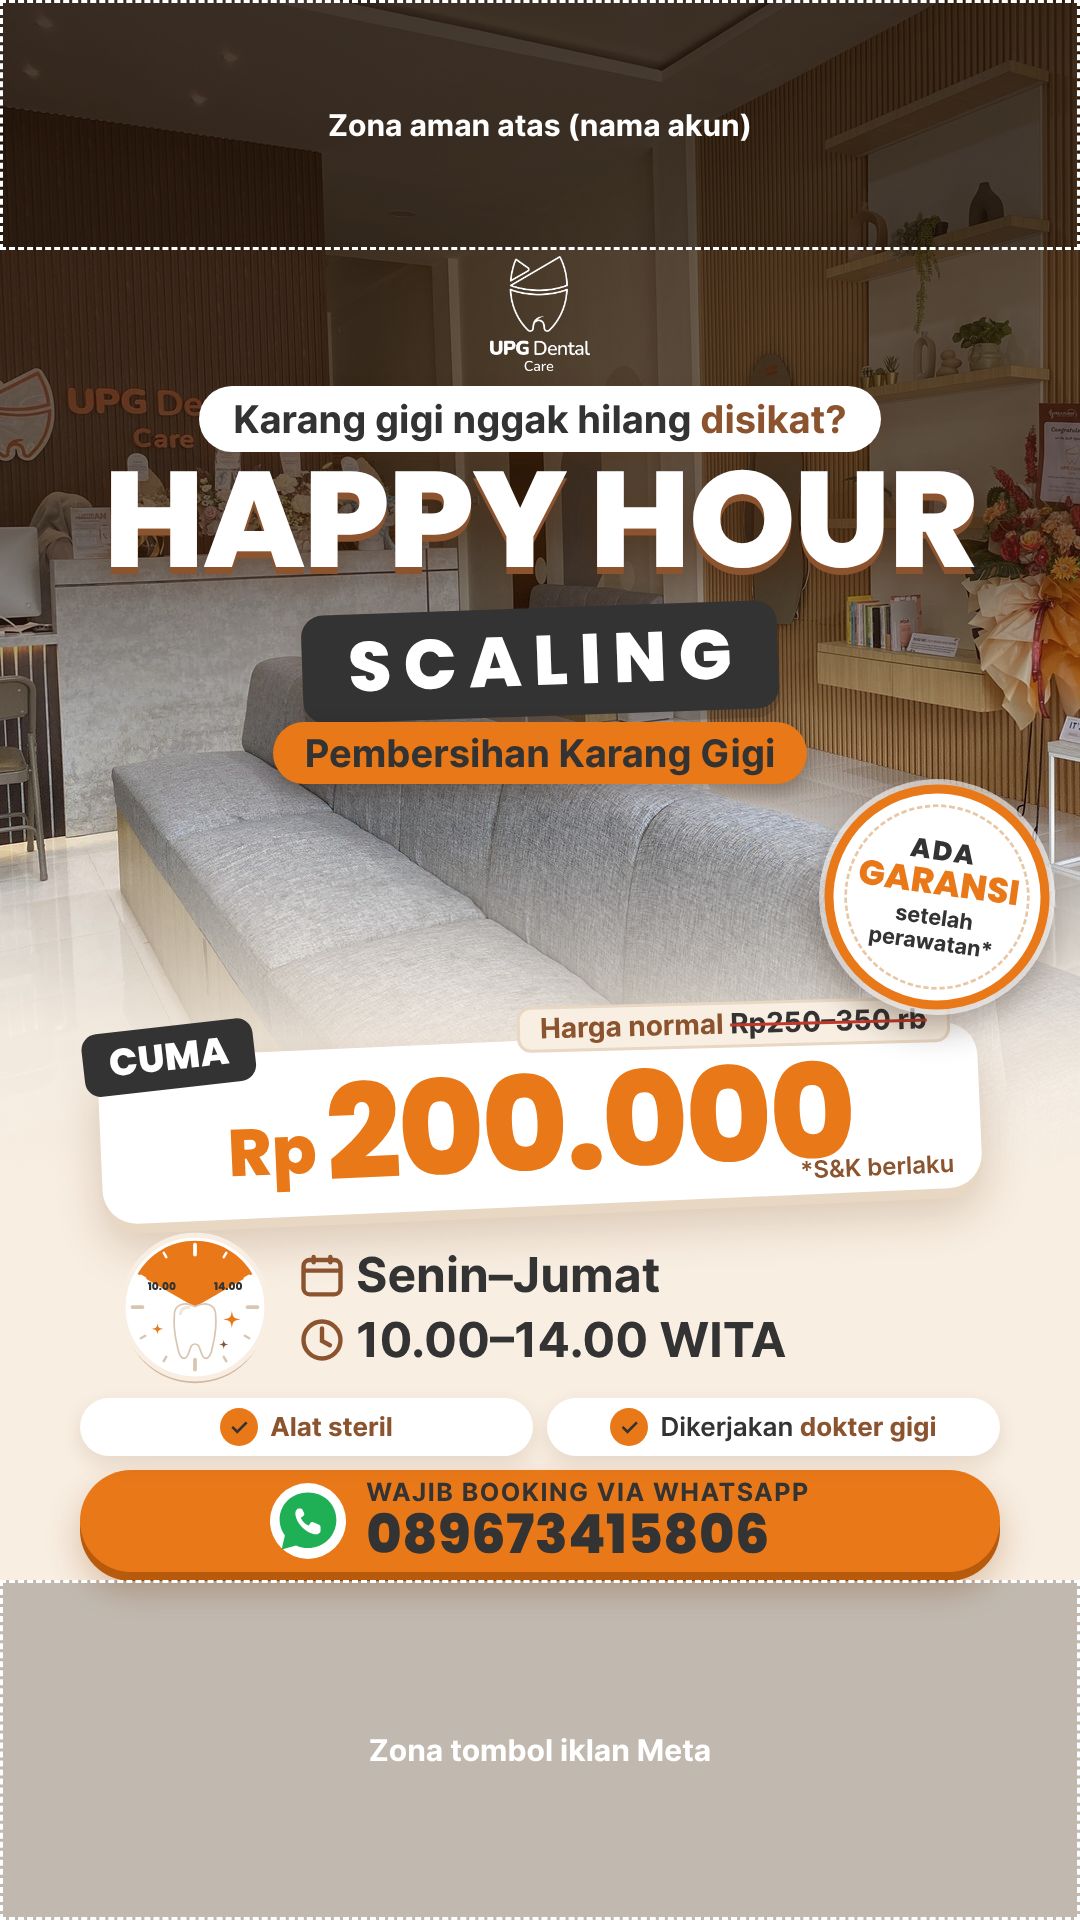 Zona aman atas (nama akun)
UPG Dental
Care
UPG De
Care
Karang gigi nggak hilang disikat?
HAPPY HOUR
SCALING
Pembersihan Karang Gigi
ADA
GARANSI
setelah
perawatan*
Harga normal Rp250–350 rb
CUMA
Rp 200.000
*S&K berlaku
10.00 14.00
Senin–Jumat
10.00–14.00 WITA
Alat steril
Dikerjakan dokter gigi
WAJIB BOOKING VIA WHATSAPP
089673415806
Zona tombol iklan Meta